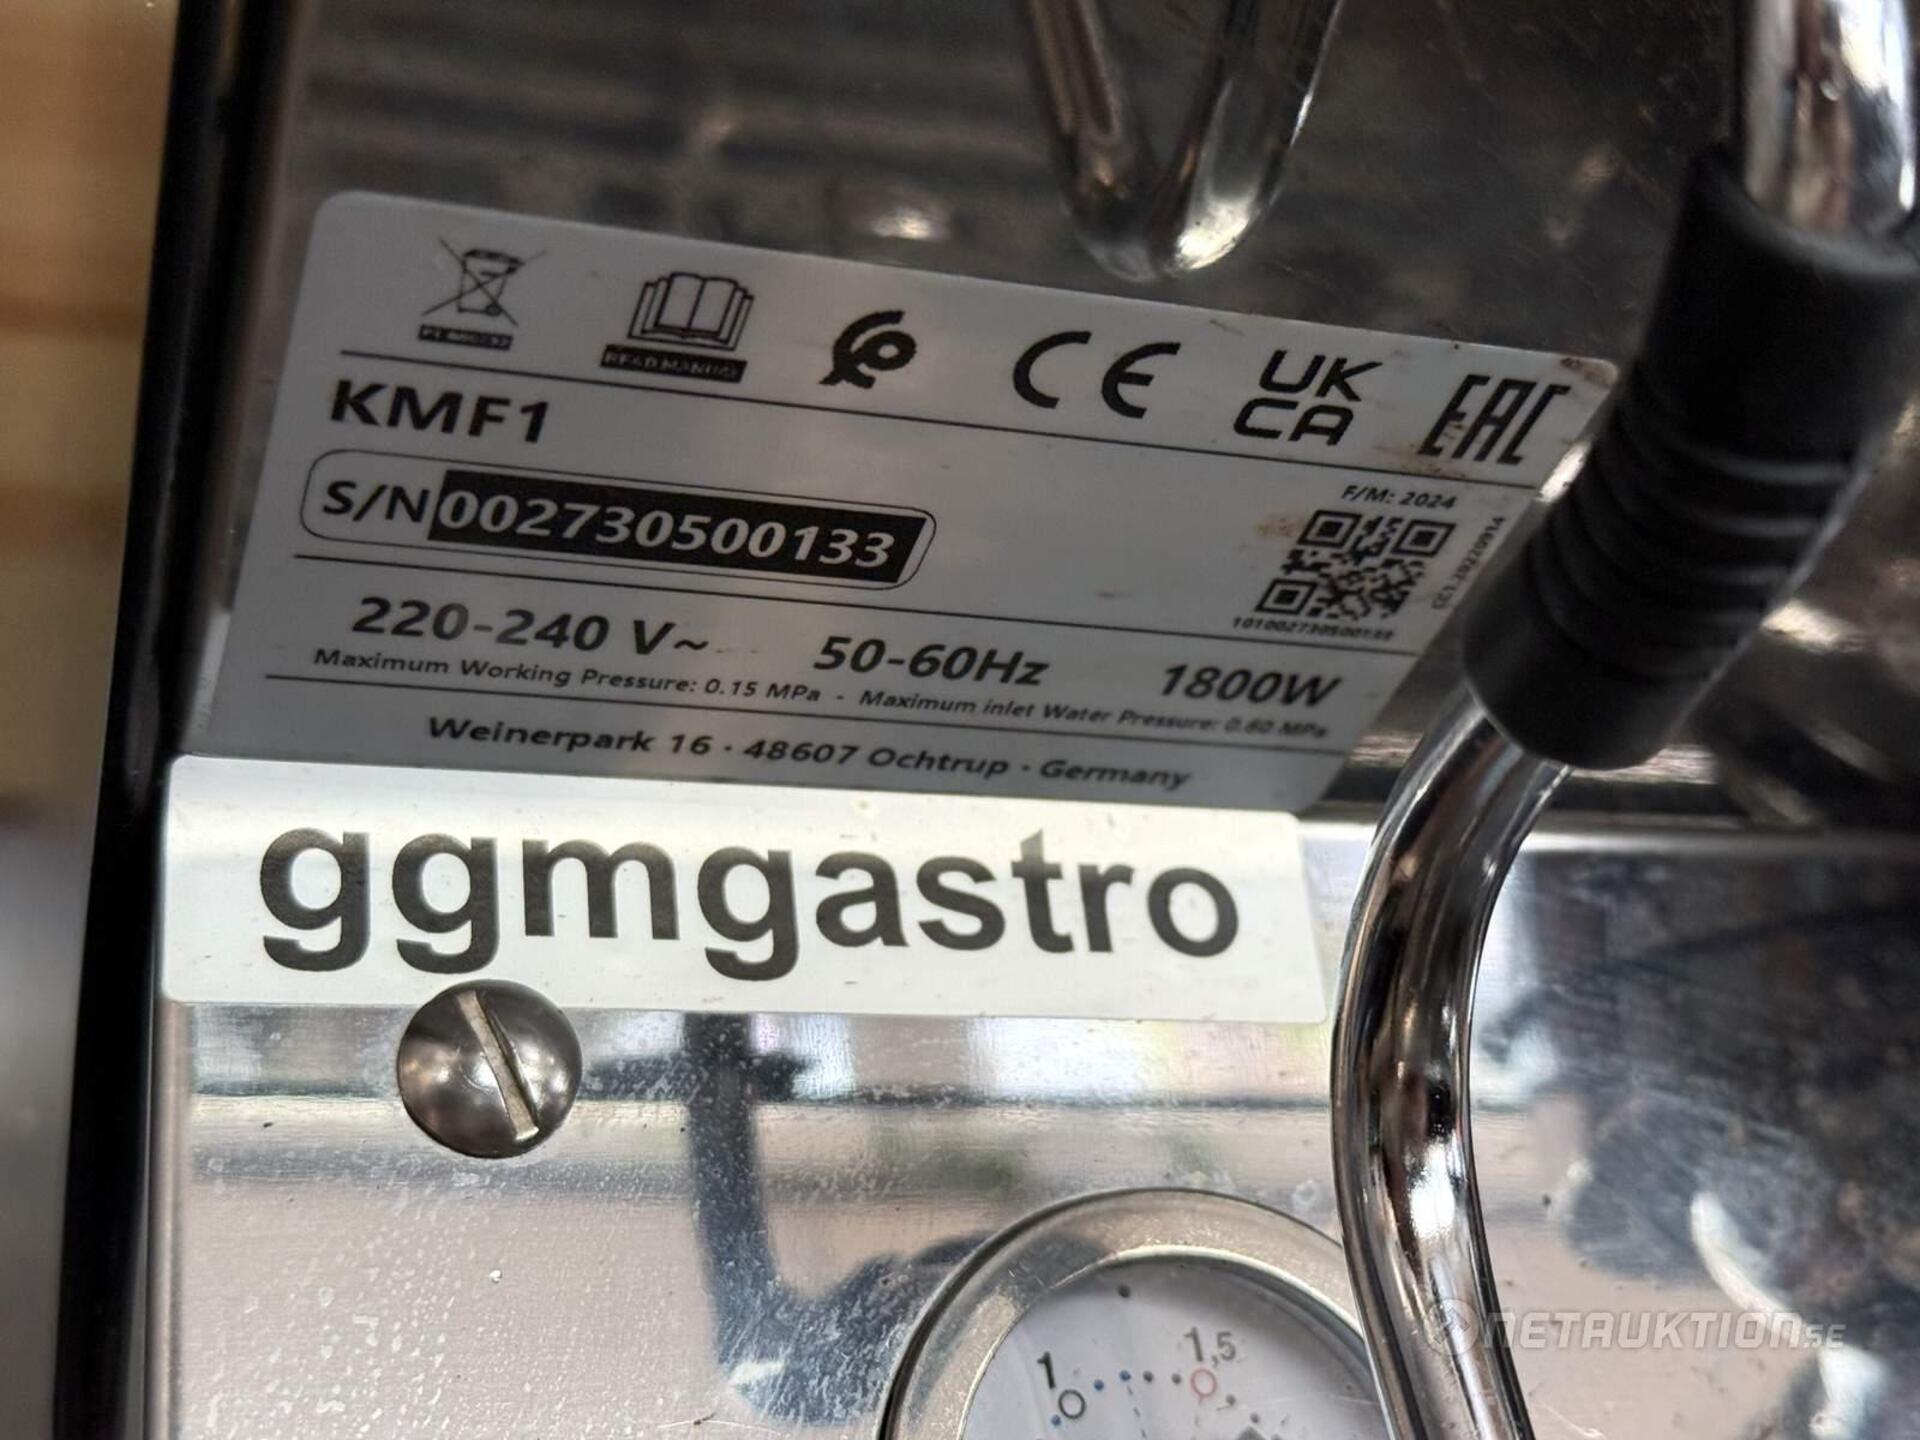 READ MANUAL
CE
UK
CA
EAC
KMF1
F/M: 2024
S/N 002730500133
101002730500133
220-240 V~ 50-60Hz 1800W
Maximum Working Pressure: 0.15 MPa - Maximum inlet Water Pressure: 0.60 MPa
Weinerpark 16 · 48607 Ochtrup · Germany
ggmgastro
1
1,5
NETAUKTION.SE